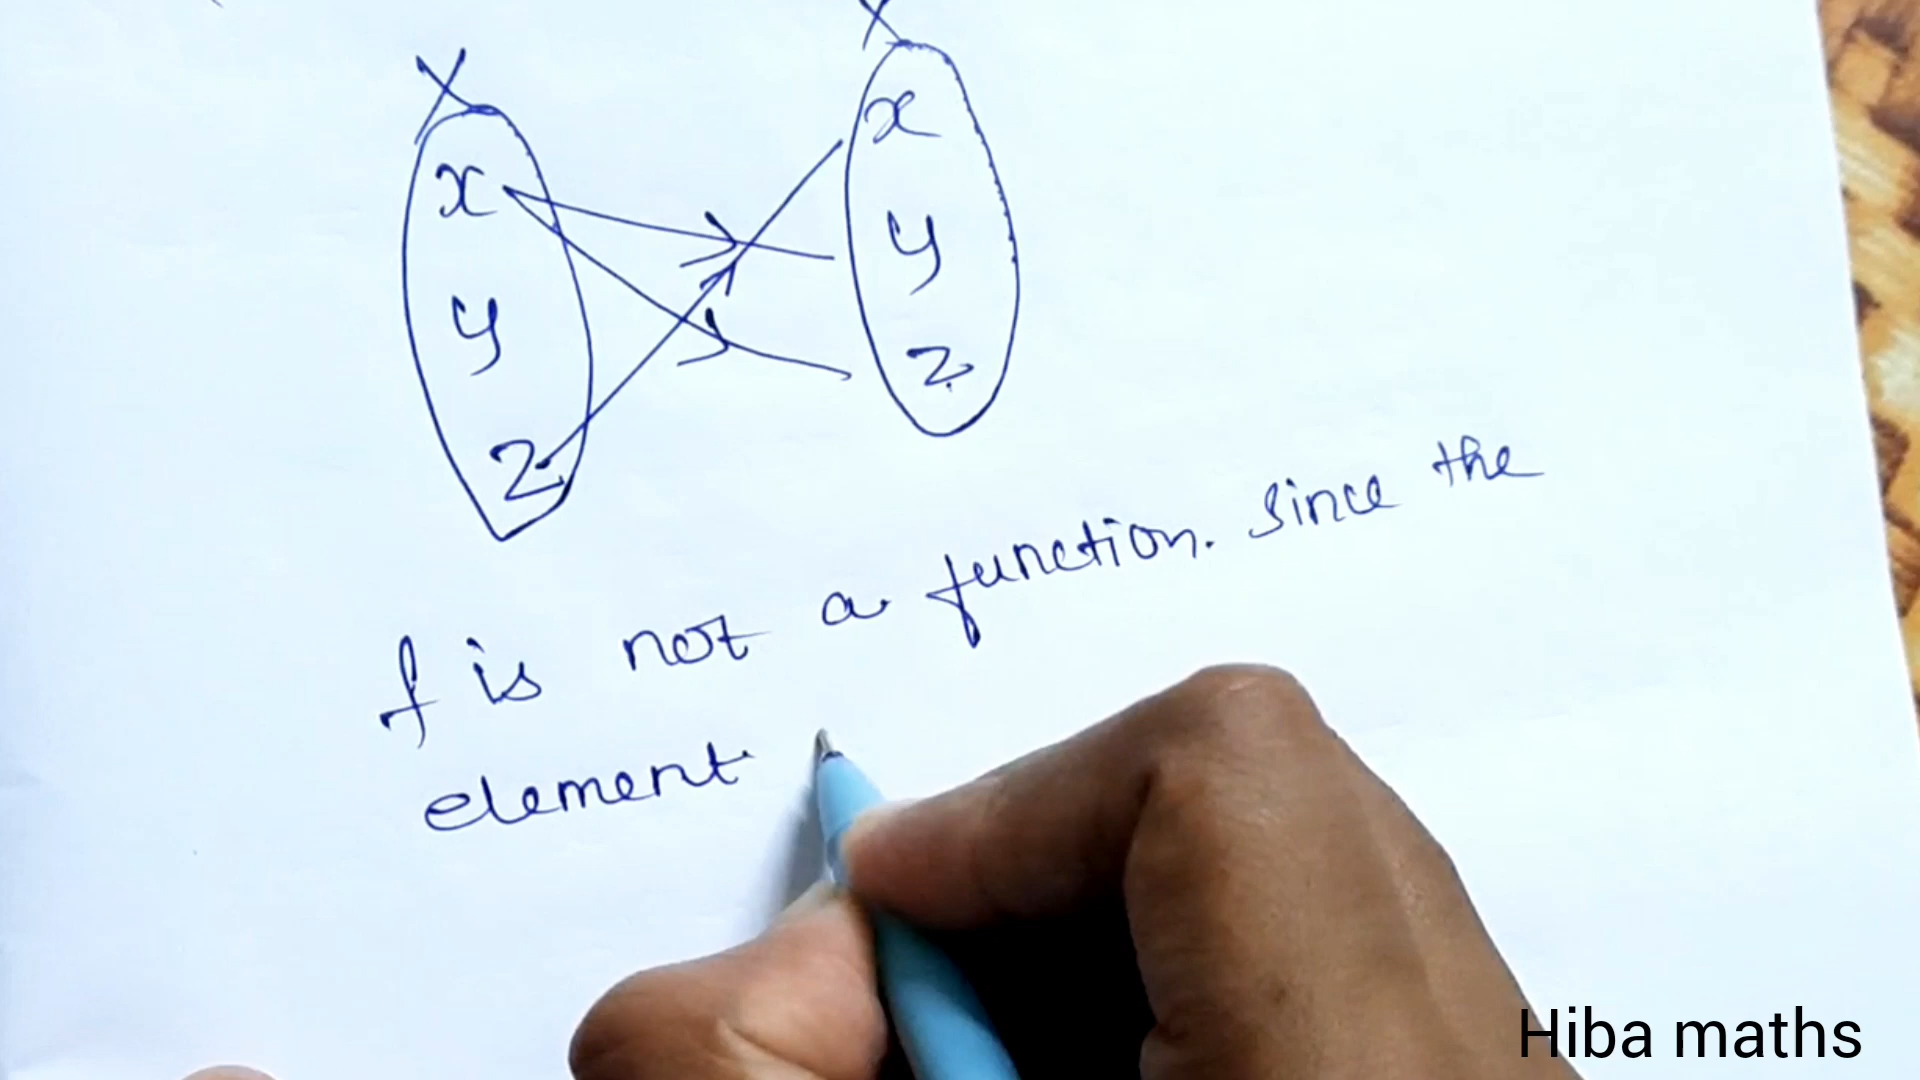 X X
x x
y y
z z
f is not a function. Since the
element
Hiba maths